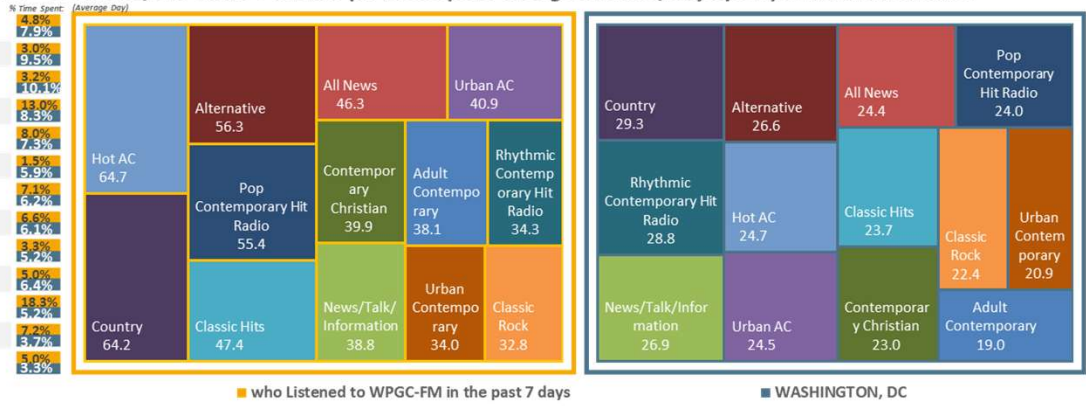 % Time Spent: (Average Day)
4.8%
7.9%
3.0%
9.5%
3.2%
10.1%
13.0%
8.3%
8.0%
7.3%
1.5%
5.9%
7.1%
6.2%
6.6%
6.1%
3.3%
5.2%
5.0%
6.4%
18.3%
5.2%
7.2%
3.7%
5.0%
3.3%
Hot AC
64.7
Country
64.2
Alternative
56.3
Pop
Contemporary Hit
Radio
55.4
Classic Hits
47.4
All News
46.3
Urban AC
40.9
Contempor
ary
Christian
39.9
Adult
Contempo
rary
38.1
Rhythmic
Contemp
orary Hit
Radio
34.3
News/Talk/
Information
38.8
Urban
Contempo
rary
34.0
Classic
Rock
32.8
Country
29.3
Rhythmic
Contemporary Hit
Radio
28.8
News/Talk/Infor
mation
26.9
Alternative
26.6
Hot AC
24.7
Urban AC
24.5
All News
24.4
Pop
Contemporary
Hit Radio
24.0
Classic Hits
23.7
Contemporar
y Christian
23.0
Classic
Rock
22.4
Urban
Contem
porary
20.9
Adult
Contemporary
19.0
who Listened to WPGC-FM in the past 7 days
WASHINGTON, DC